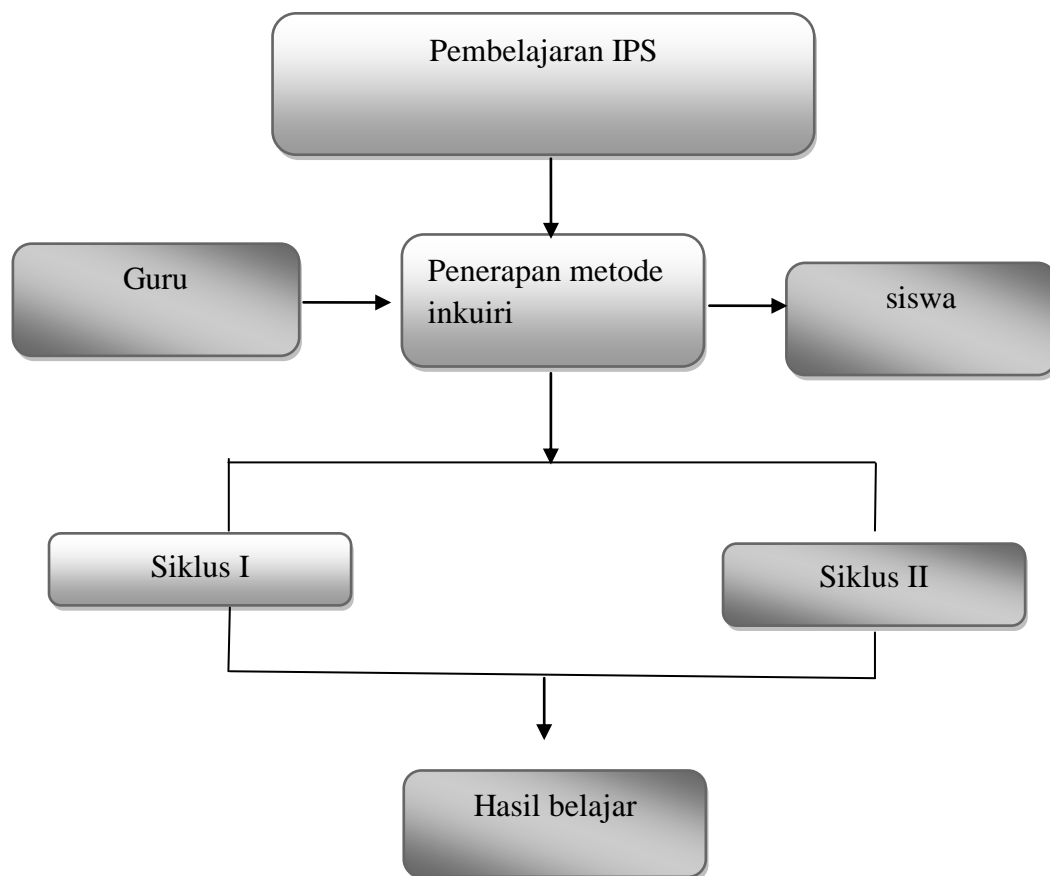 Pembelajaran IPS
Guru
Penerapan metode
inkuiri
siswa
Siklus I
Siklus II
Hasil belajar